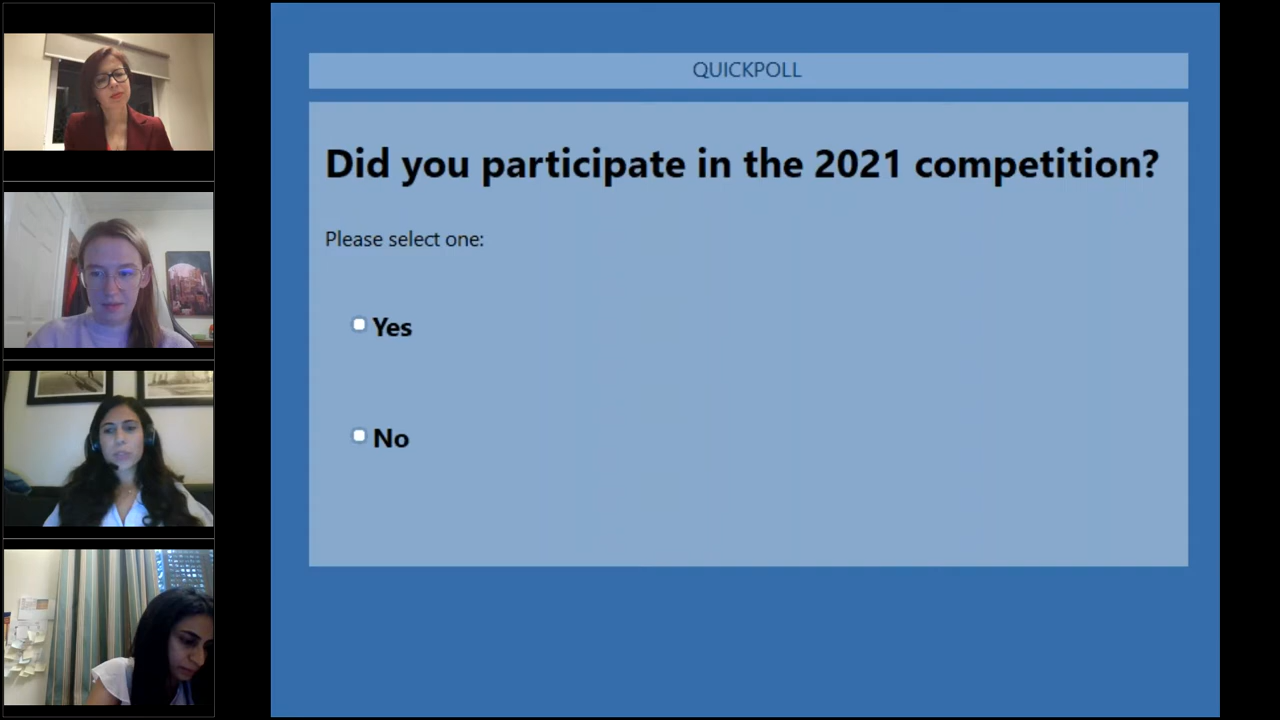 QUICKPOLL
Did you participate in the 2021 competition?
Please select one:
Yes
No